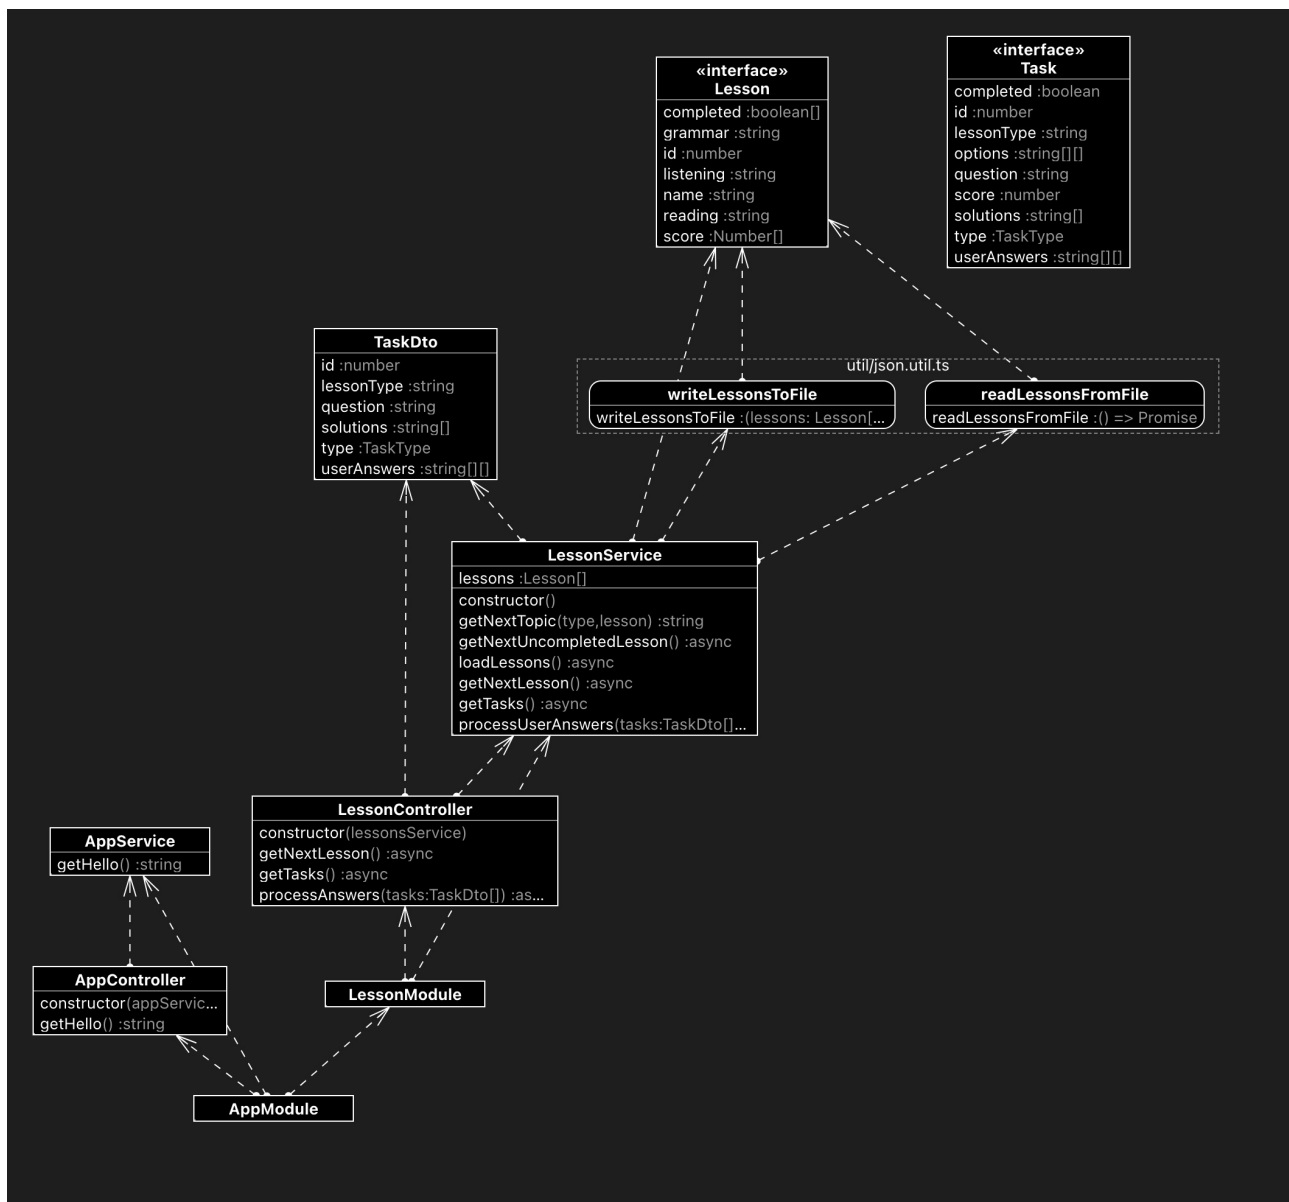 «interface»
Lesson
completed :boolean[]
grammar :string
id :number
listening :string
name :string
reading :string
score :Number[]
«interface»
Task
completed :boolean
id :number
lessonType :string
options :string[][]
question :string
score :number
solutions :string[]
type :TaskType
userAnswers :string[][]
TaskDto
id :number
lessonType :string
question :string
solutions :string[]
type :TaskType
userAnswers :string[][]
util/json.util.ts
writeLessonsToFile
writeLessonsToFile :(lessons: Lesson[...
readLessonsFromFile
readLessonsFromFile :() => Promise
LessonService
lessons :Lesson[]
constructor()
getNextTopic(type,lesson) :string
getNextUncompletedLesson() :async
loadLessons() :async
getNextLesson() :async
getTasks() :async
processUserAnswers(tasks:TaskDto[]...
LessonController
constructor(lessonsService)
getNextLesson() :async
getTasks() :async
processAnswers(tasks:TaskDto[]) :as...
AppService
getHello() :string
AppController
constructor(appServic...
getHello() :string
LessonModule
AppModule